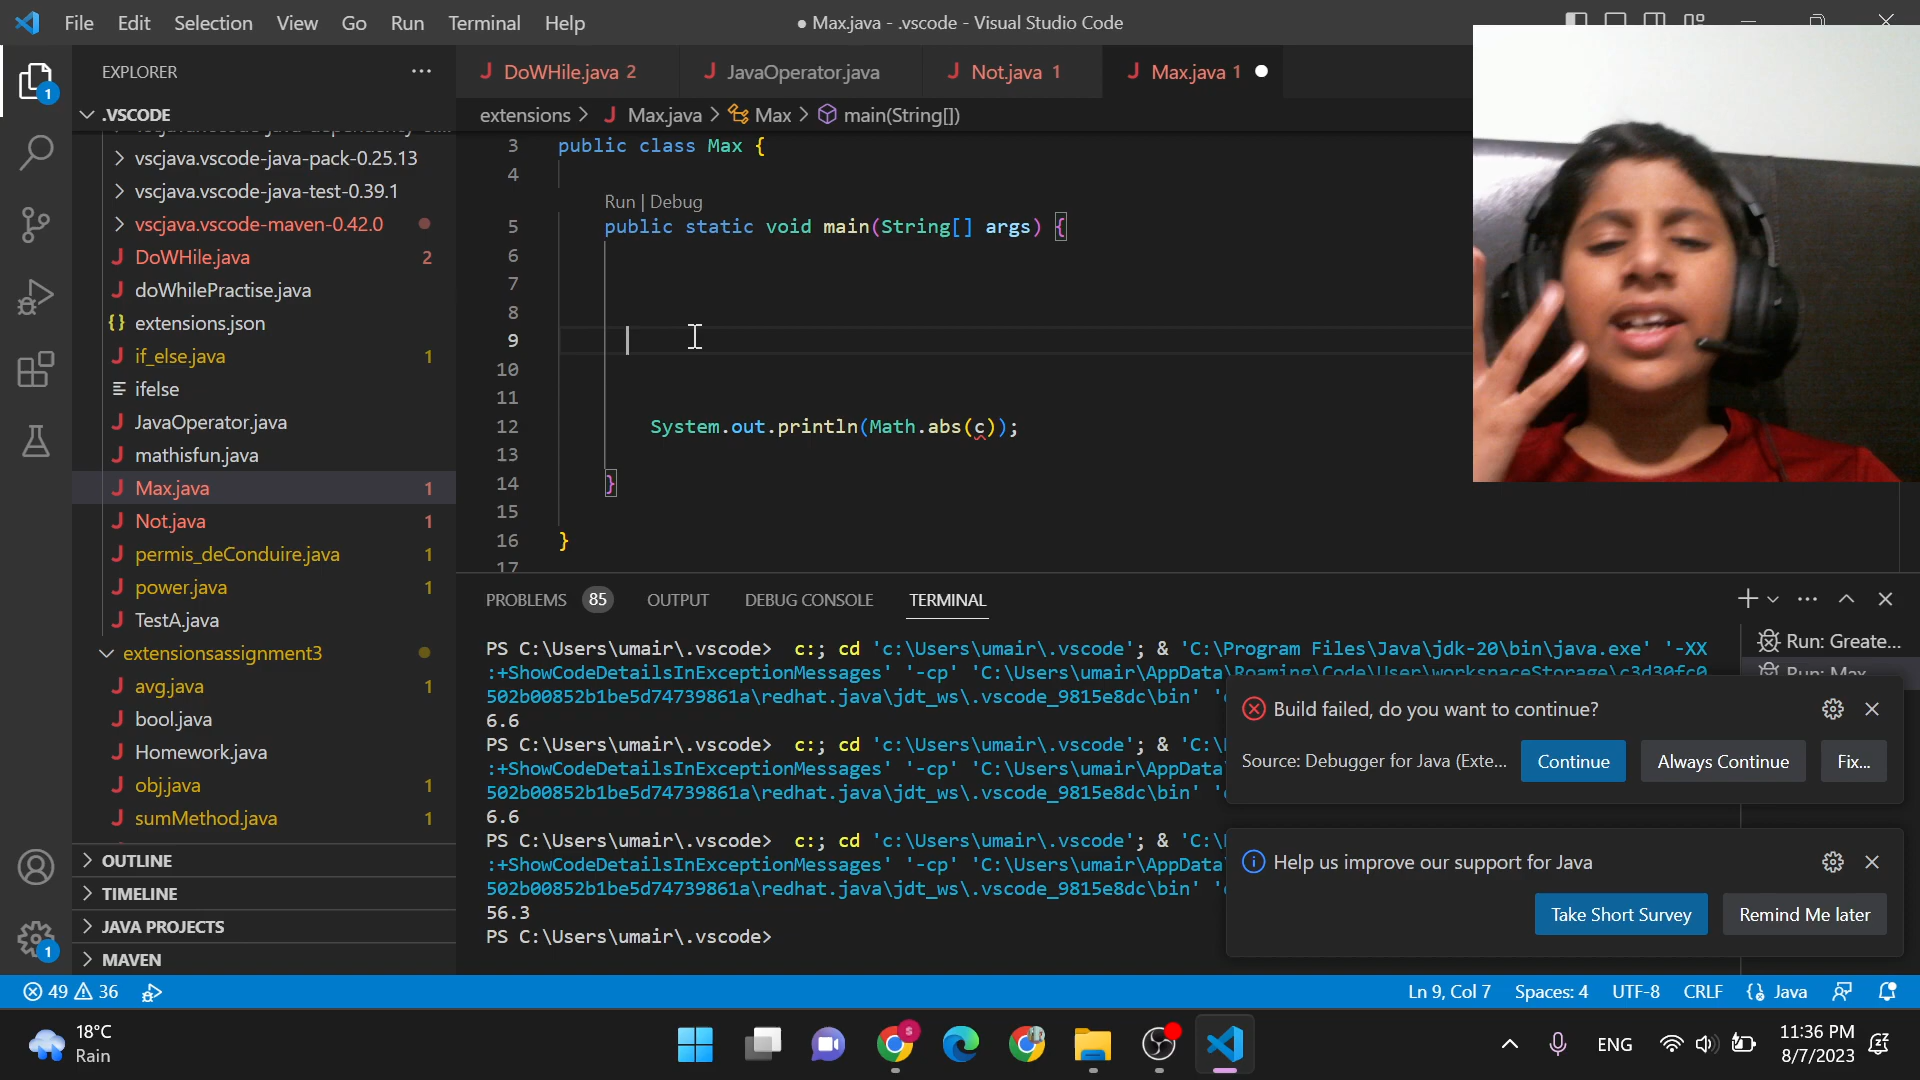 File Edit Selection View Go Run Terminal Help
● Max.java - .vscode - Visual Studio Code
EXPLORER
.VSCODE
vscjava.vscode-java-pack-0.25.13
vscjava.vscode-java-test-0.39.1
vscjava.vscode-maven-0.42.0
DoWHile.java 2
doWhilePractise.java
{} extensions.json
if_else.java 1
ifelse
JavaOperator.java
mathisfun.java
Max.java 1
Not.java 1
permis_deConduire.java 1
power.java 1
TestA.java
extensionsassignment3
avg.java 1
bool.java
Homework.java
obj.java 1
sumMethod.java 1
OUTLINE
TIMELINE
JAVA PROJECTS
MAVEN
1
1
DoWHile.java 2 JavaOperator.java Not.java 1 Max.java 1
extensions > Max.java > Max > main(String[])
3 public class Max {
4
Run | Debug
5 public static void main(String[] args) {
6
7
8
9
10
11
12 System.out.println(Math.abs(c));
13
14 }
15
16 }
17
PROBLEMS 85 OUTPUT DEBUG CONSOLE TERMINAL
PS C:\Users\umair\.vscode> c:; cd 'c:\Users\umair\.vscode'; & 'C:\Program Files\Java\jdk-20\bin\java.exe' '-XX
:+ShowCodeDetailsInExceptionMessages' '-cp' 'C:\Users\umair\AppData\Roaming\Code\User\workspaceStorage\c3d30fc0
502b00852b1be5d74739861a\redhat.java\jdt_ws\.vscode_9815e8dc\bin'
6.6
PS C:\Users\umair\.vscode> c:; cd 'c:\Users\umair\.vscode'; & 'C:\
:+ShowCodeDetailsInExceptionMessages' '-cp' 'C:\Users\umair\AppData\
502b00852b1be5d74739861a\redhat.java\jdt_ws\.vscode_9815e8dc\bin'
6.6
PS C:\Users\umair\.vscode> c:; cd 'c:\Users\umair\.vscode'; & 'C:\
:+ShowCodeDetailsInExceptionMessages' '-cp' 'C:\Users\umair\AppData\
502b00852b1be5d74739861a\redhat.java\jdt_ws\.vscode_9815e8dc\bin'
56.3
PS C:\Users\umair\.vscode>
Run: Greate...
Run: Max
Build failed, do you want to continue?
Source: Debugger for Java (Exte... Continue Always Continue Fix...
Help us improve our support for Java
Take Short Survey Remind Me later
49 36
Ln 9, Col 7 Spaces: 4 UTF-8 CRLF {} Java
18°C
Rain
S
ENG
11:36 PM
8/7/2023